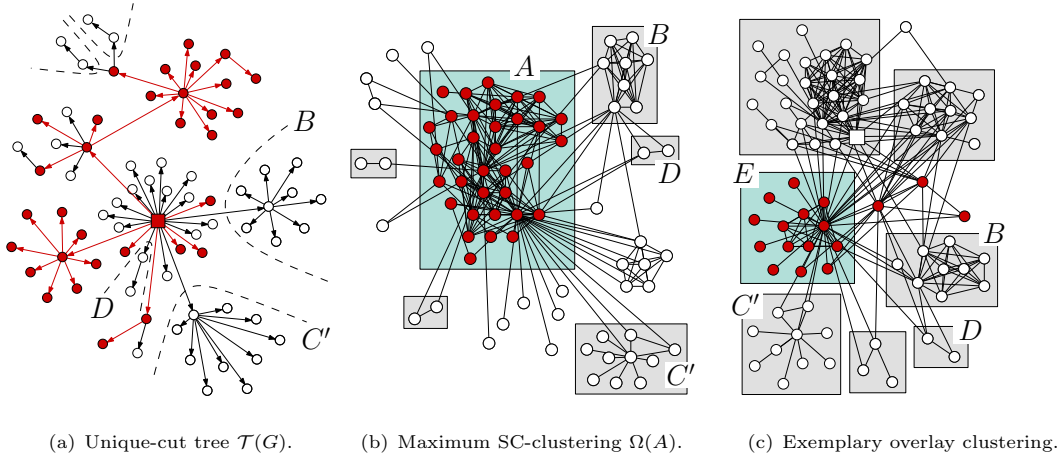 B
D
C′
(a) Unique-cut tree 𝒯(G).
A
B
D
C′
(b) Maximum SC-clustering Ω(A).
E
B
C′
D
(c) Exemplary overlay clustering.